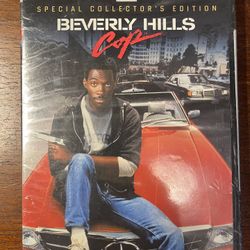 SPECIAL COLLECTOR'S EDITION
BEVERLY HILLS
Cop